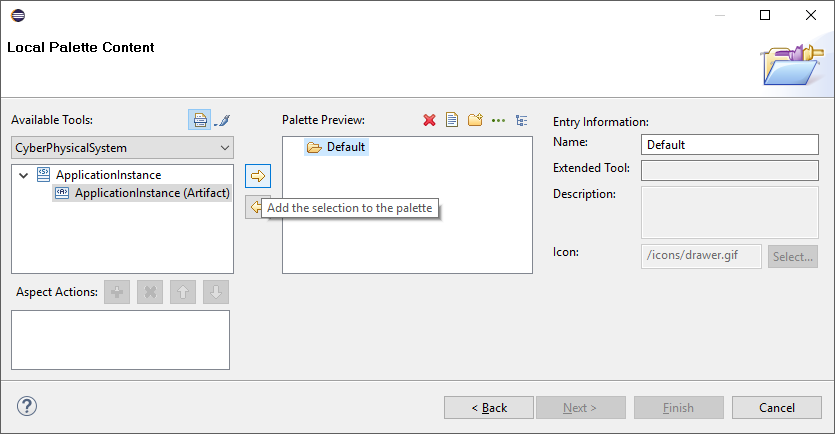 Local Palette Content
Available Tools:
CyberPhysicalSystem
<S> ApplicationInstance
<A> ApplicationInstance (Artifact)
Aspect Actions:
Add the selection to the palette
Palette Preview:
Default
Entry Information:
Name: Default
Extended Tool:
Description:
Icon: /icons/drawer.gif Select...
? < Back Next > Finish Cancel